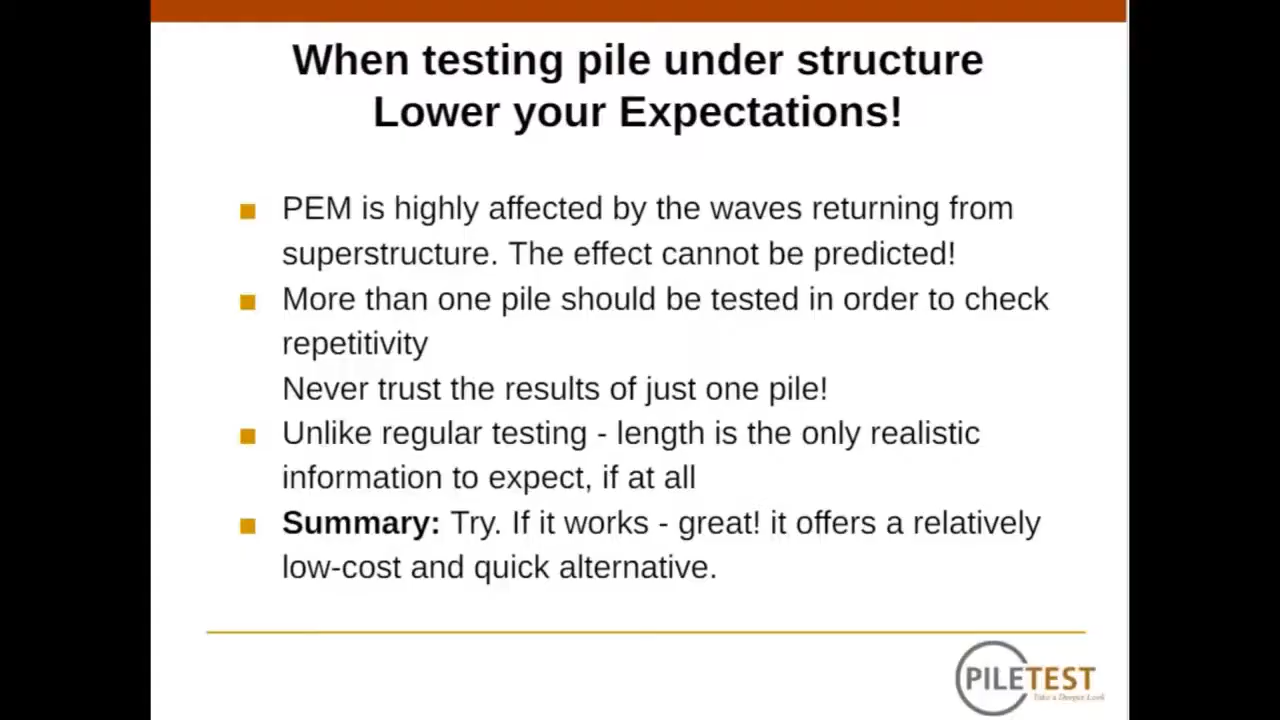 When testing pile under structure
Lower your Expectations!
PEM is highly affected by the waves returning from
superstructure. The effect cannot be predicted!
More than one pile should be tested in order to check
repetitivity
Never trust the results of just one pile!
Unlike regular testing - length is the only realistic
information to expect, if at all
Summary: Try. If it works - great! it offers a relatively
low-cost and quick alternative.
PILETEST
Take a Deeper Look